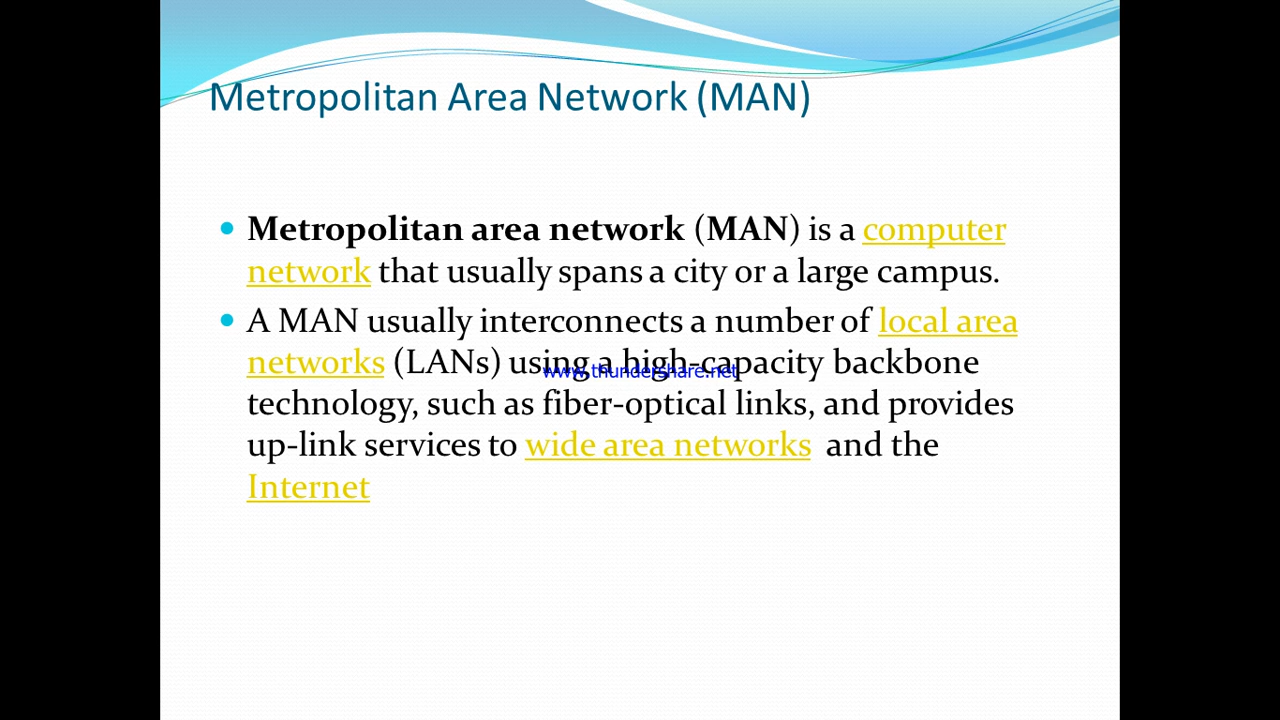 Metropolitan Area Network (MAN)
Metropolitan area network (MAN) is a computer
network that usually spans a city or a large campus.
A MAN usually interconnects a number of local area
networks (LANs) using a high-capacity backbone
www.thundershare.net
technology, such as fiber-optical links, and provides
up-link services to wide area networks and the
Internet